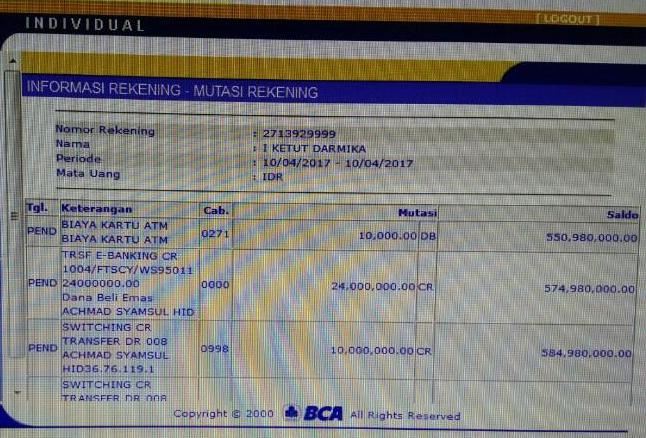 INDIVIDUAL
[ LOGOUT ]
INFORMASI REKENING - MUTASI REKENING
Nomor Rekening : 2713929999
Nama : I KETUT DARMIKA
Periode : 10/04/2017 - 10/04/2017
Mata Uang : IDR
Tgl. Keterangan Cab. Mutasi Saldo
PEND BIAYA KARTU ATM
BIAYA KARTU ATM 0271 10,000.00 DB 550,980,000.00
PEND TRSF E-BANKING CR
1004/FTSCY/WS95011
24000000.00 0000 24,000,000.00 CR 574,980,000.00
Dana Beli Emas
ACHMAD SYAMSUL HID
PEND SWITCHING CR
TRANSFER DR 008
ACHMAD SYAMSUL 0998 10,000,000.00 CR 584,980,000.00
HID36.76.119.1
SWITCHING CR
TRANSFER DR 008
Copyright © 2000 BCA All Rights Reserved